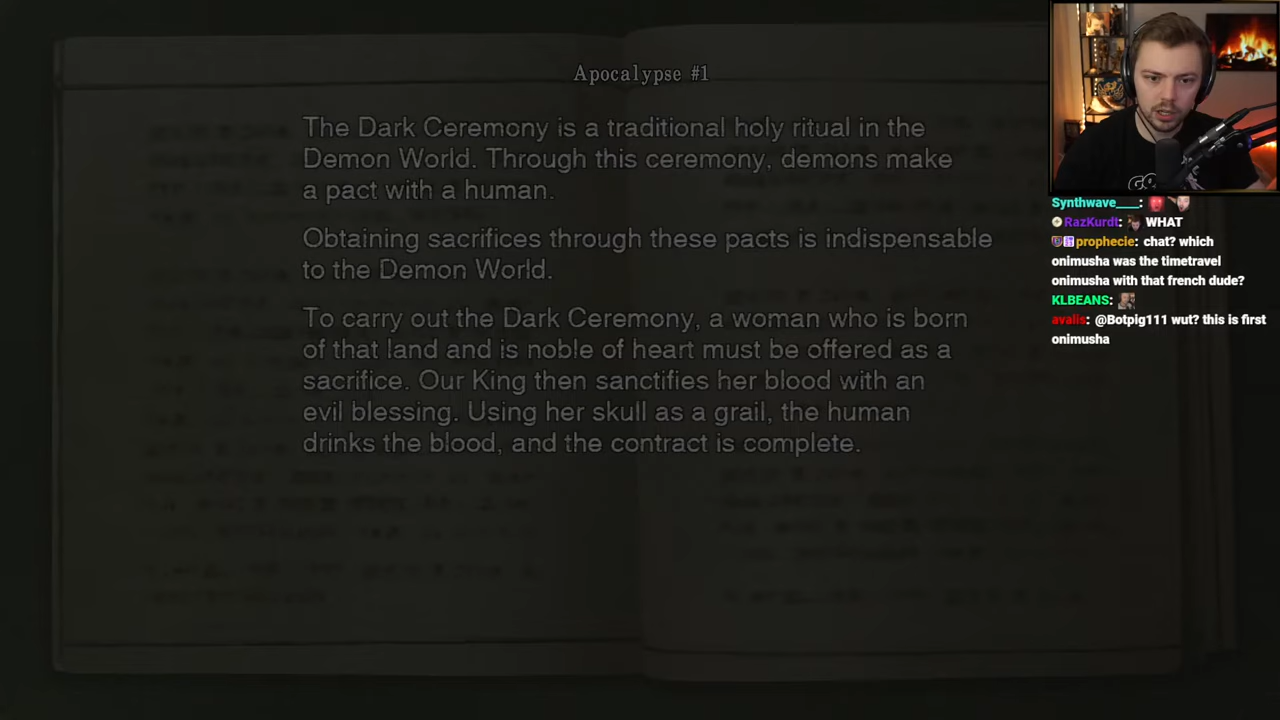 Apocalypse #1
The Dark Ceremony is a traditional holy ritual in the
Demon World. Through this ceremony, demons make
a pact with a human.
Obtaining sacrifices through these pacts is indispensable
to the Demon World.
To carry out the Dark Ceremony, a woman who is born
of that land and is noble of heart must be offered as a
sacrifice. Our King then sanctifies her blood with an
evil blessing. Using her skull as a grail, the human
drinks the blood, and the contract is complete.
Synthwave____:
RazKurdt: WHAT
prophecie: chat? which
onimusha was the timetravel
onimusha with that french dude?
KLBEANS:
avalis: @Botpig111 wut? this is first
onimusha